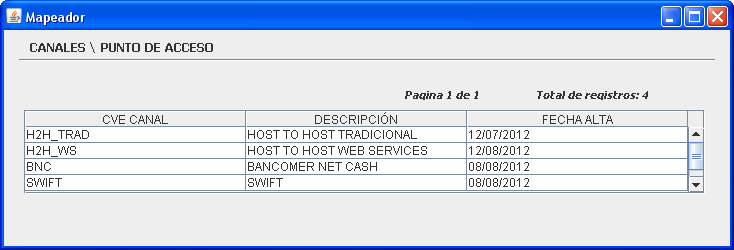 Mapeador
CANALES \ PUNTO DE ACCESO
Pagina 1 de 1 Total de registros: 4
CVE CANAL DESCRIPCIÓN FECHA ALTA
H2H_TRAD HOST TO HOST TRADICIONAL 12/07/2012
H2H_WS HOST TO HOST WEB SERVICES 12/08/2012
BNC BANCOMER NET CASH 08/08/2012
SWIFT SWIFT 08/08/2012